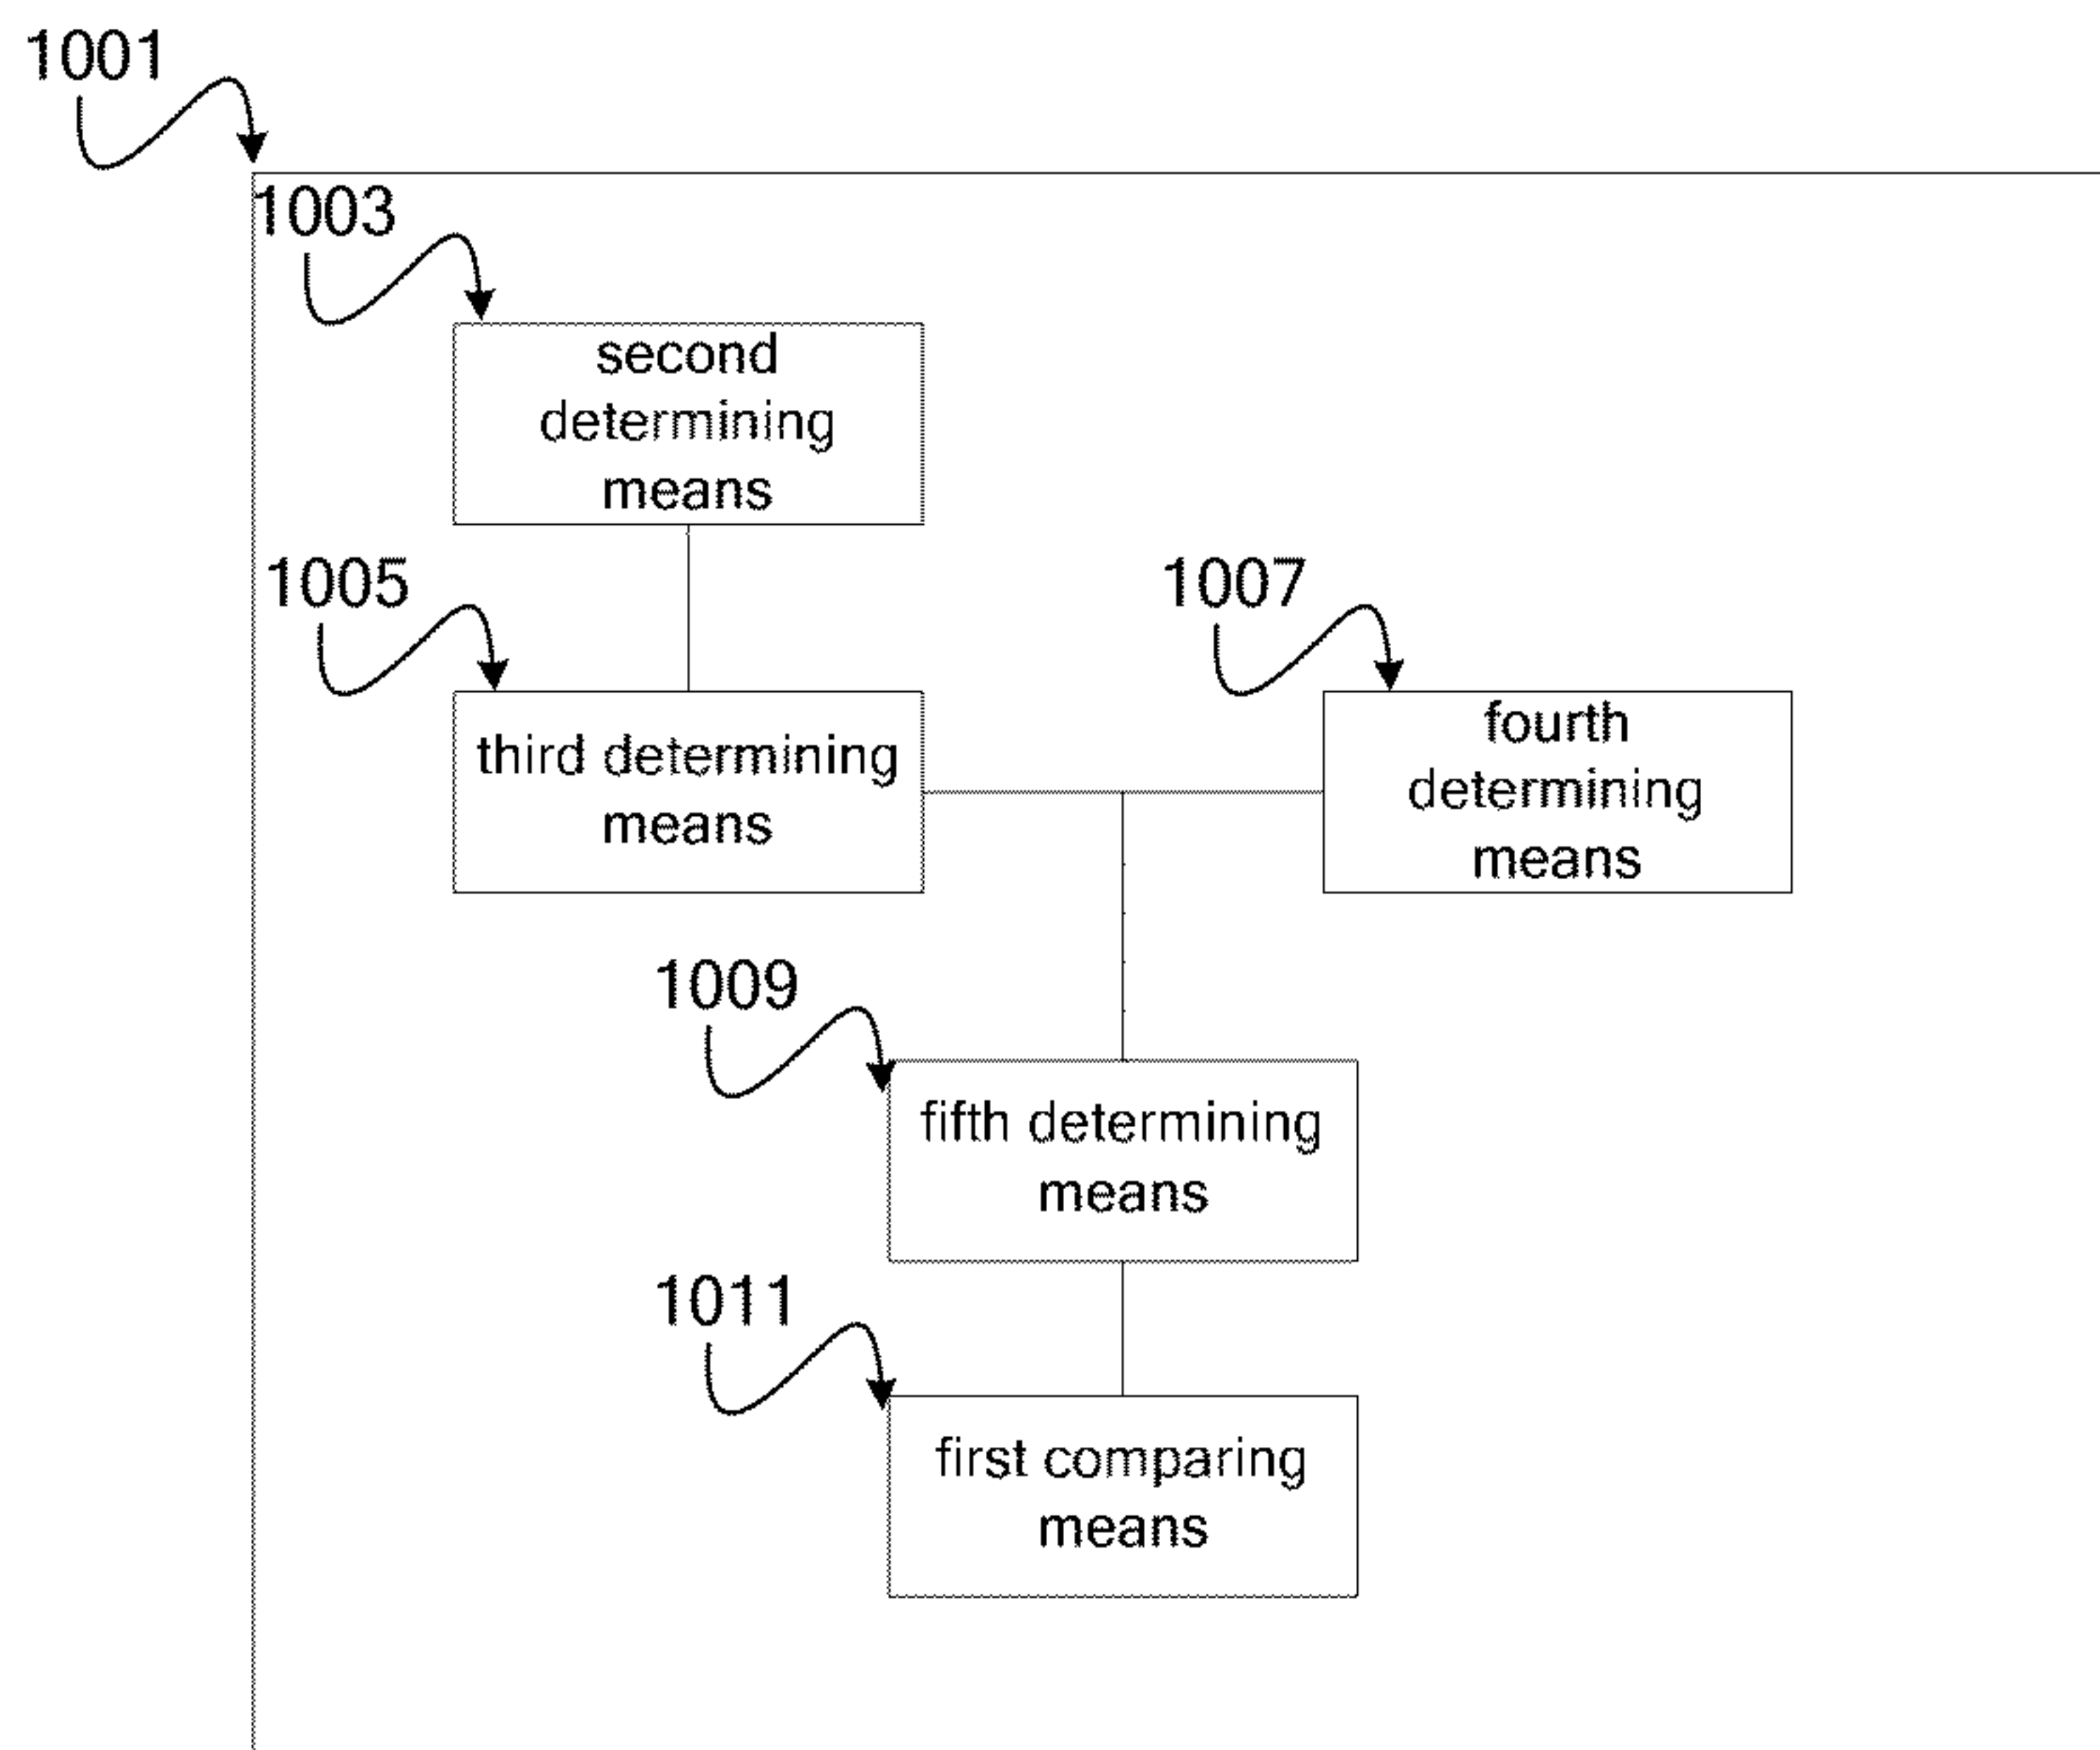 1001
1003
second
determining
means
1005
1007
third determining
means
fourth
determining
means
1009
fifth determining
means
1011
first comparing
means